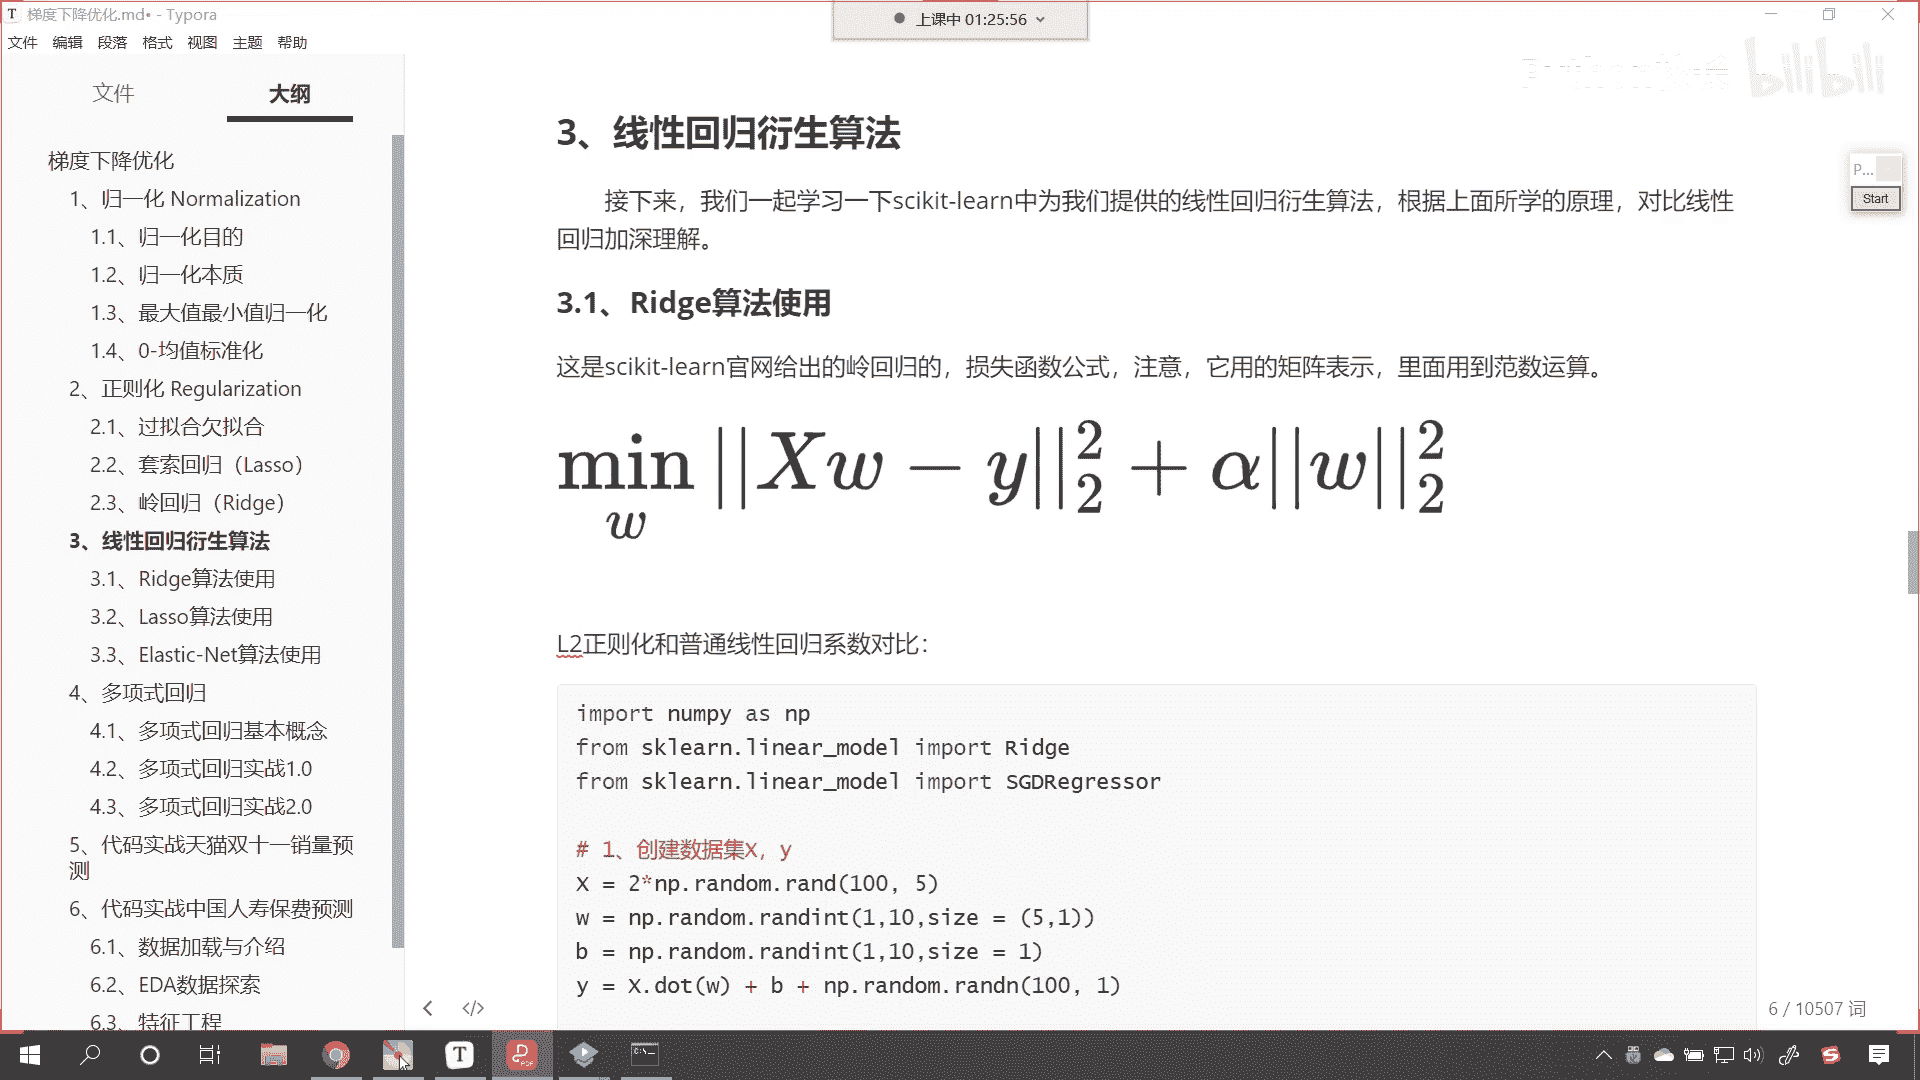 梯度下降优化.md• - Typora
上课中 01:25:56
文件 编辑 段落 格式 视图 主题 帮助
bilibili
文件 大纲
梯度下降优化
1、归一化 Normalization
1.1、归一化目的
1.2、归一化本质
1.3、最大值最小值归一化
1.4、0-均值标准化
2、正则化 Regularization
2.1、过拟合欠拟合
2.2、套索回归（Lasso）
2.3、岭回归（Ridge）
3、线性回归衍生算法
3.1、Ridge算法使用
3.2、Lasso算法使用
3.3、Elastic-Net算法使用
4、多项式回归
4.1、多项式回归基本概念
4.2、多项式回归实战1.0
4.3、多项式回归实战2.0
5、代码实战天猫双十一销量预
测
6、代码实战中国人寿保费预测
6.1、数据加载与介绍
6.2、EDA数据探索
6.3、特征工程
3、线性回归衍生算法
接下来，我们一起学习一下scikit-learn中为我们提供的线性回归衍生算法，根据上面所学的原理，对比线性
回归加深理解。
3.1、Ridge算法使用
这是scikit-learn官网给出的岭回归的，损失函数公式，注意，它用的矩阵表示，里面用到范数运算。
min_w ||Xw − y||_2^2 + α||w||_2^2
L2正则化和普通线性回归系数对比：
import numpy as np
from sklearn.linear_model import Ridge
from sklearn.linear_model import SGDRegressor
# 1、创建数据集X，y
X = 2*np.random.rand(100, 5)
w = np.random.randint(1,10,size = (5,1))
b = np.random.randint(1,10,size = 1)
y = X.dot(w) + b + np.random.randn(100, 1)
6 / 10507 词
P...
Start